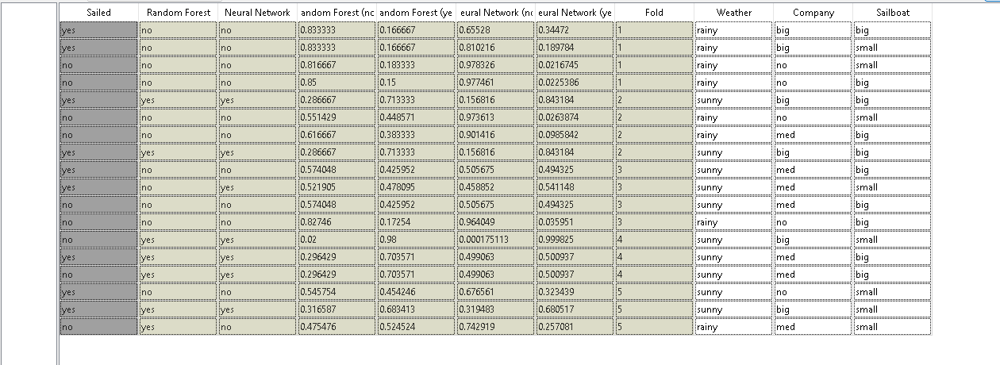 Sailed Random Forest Neural Network andom Forest (nc andom Forest (ye eural Network (nc eural Network (ye Fold Weather Company Sailboat
yes no no 0.833333 0.166667 0.65528 0.34472 1 rainy big big
yes no no 0.833333 0.166667 0.810216 0.189784 1 rainy big small
no no no 0.816667 0.183333 0.978326 0.0216745 1 rainy no small
no no no 0.85 0.15 0.977461 0.0225386 1 rainy no big
yes yes yes 0.286667 0.713333 0.156816 0.843184 2 sunny big big
no no no 0.551429 0.448571 0.973613 0.0263874 2 rainy no small
no no no 0.616667 0.383333 0.901416 0.0985842 2 rainy med big
yes yes yes 0.286667 0.713333 0.156816 0.843184 2 sunny big big
yes no no 0.574048 0.425952 0.505675 0.494325 3 sunny med big
yes no yes 0.521905 0.478095 0.458852 0.541148 3 sunny med small
no no no 0.574048 0.425952 0.505675 0.494325 3 sunny med big
no no no 0.82746 0.17254 0.964049 0.035951 3 rainy no big
no yes yes 0.02 0.98 0.000175113 0.999825 4 sunny big small
yes yes yes 0.296429 0.703571 0.499063 0.500937 4 sunny med big
no yes yes 0.296429 0.703571 0.499063 0.500937 4 sunny med big
yes no no 0.545754 0.454246 0.676561 0.323439 5 sunny no small
yes yes yes 0.316587 0.683413 0.319483 0.680517 5 sunny big small
no yes no 0.475476 0.524524 0.742919 0.257081 5 rainy med small